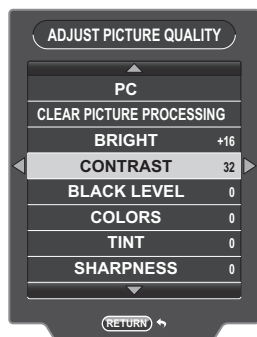 ADJUST PICTURE QUALITY
PC
CLEAR PICTURE PROCESSING
BRIGHT +16
CONTRAST 32
BLACK LEVEL 0
COLORS 0
TINT 0
SHARPNESS 0
RETURN